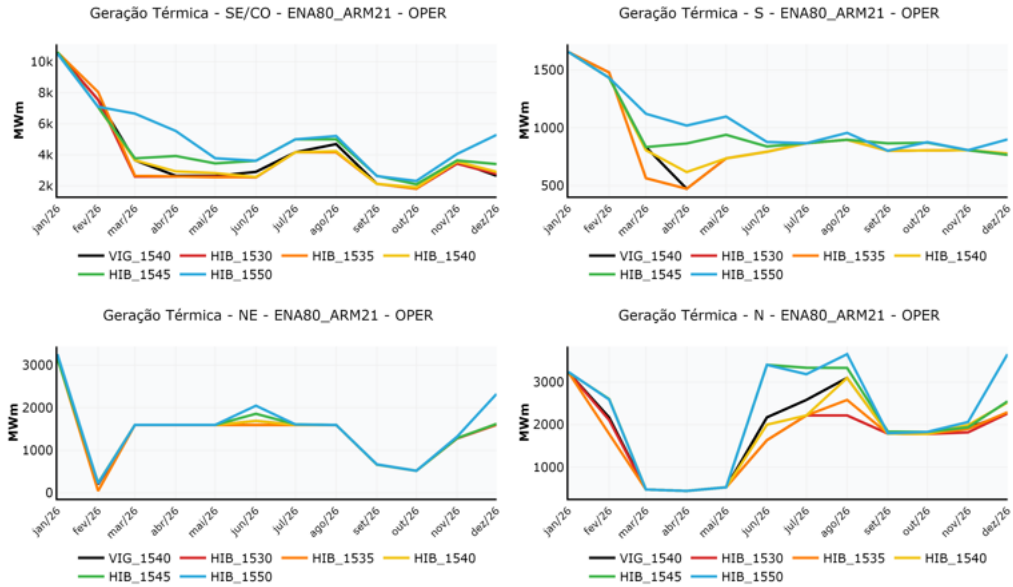 Geração Térmica - SE/CO - ENA80_ARM21 - OPER
MWm
10k
8k
6k
4k
2k
jan/26
fev/26
mar/26
abr/26
mai/26
jun/26
jul/26
ago/26
set/26
out/26
nov/26
dez/26
VIG_1540 HIB_1530 HIB_1535 HIB_1540
HIB_1545 HIB_1550
Geração Térmica - S - ENA80_ARM21 - OPER
MWm
1500
1000
500
jan/26
fev/26
mar/26
abr/26
mai/26
jun/26
jul/26
ago/26
set/26
out/26
nov/26
dez/26
VIG_1540 HIB_1530 HIB_1535 HIB_1540
HIB_1545 HIB_1550
Geração Térmica - NE - ENA80_ARM21 - OPER
MWm
3000
2000
1000
0
jan/26
fev/26
mar/26
abr/26
mai/26
jun/26
jul/26
ago/26
set/26
out/26
nov/26
dez/26
VIG_1540 HIB_1530 HIB_1535 HIB_1540
HIB_1545 HIB_1550
Geração Térmica - N - ENA80_ARM21 - OPER
MWm
3000
2000
1000
jan/26
fev/26
mar/26
abr/26
mai/26
jun/26
jul/26
ago/26
set/26
out/26
nov/26
dez/26
VIG_1540 HIB_1530 HIB_1535 HIB_1540
HIB_1545 HIB_1550